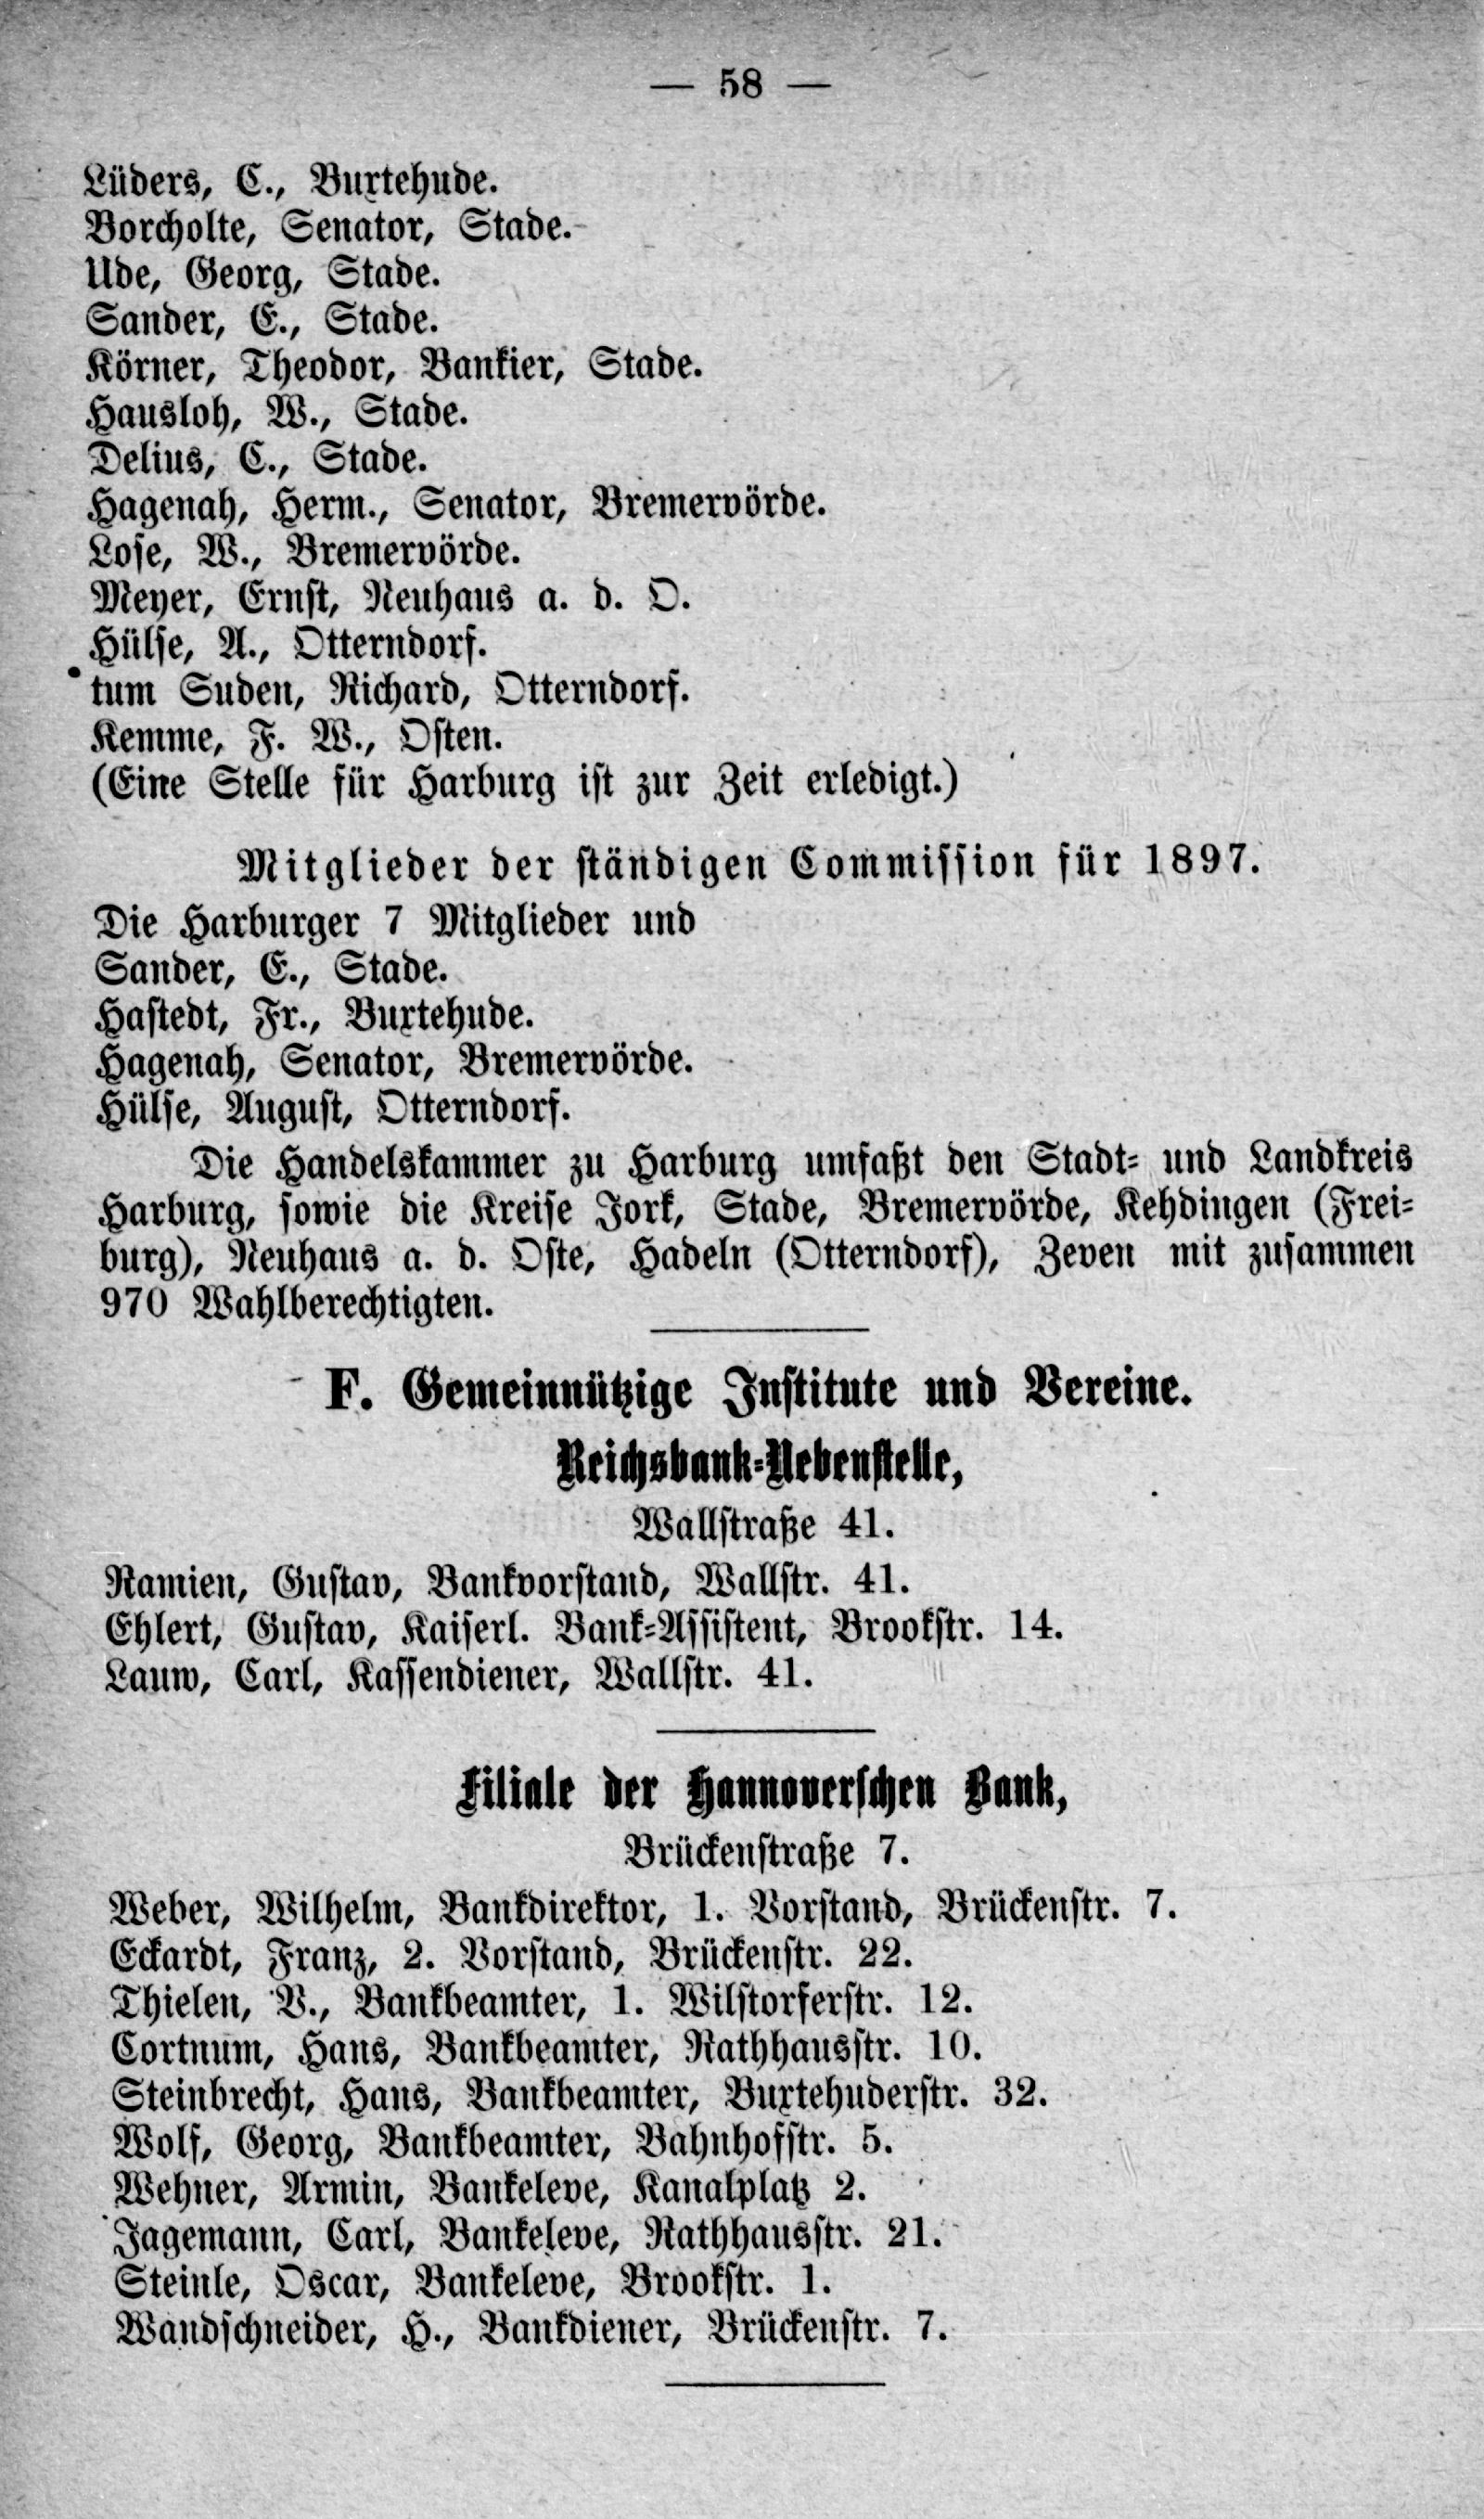 — 58 —
Lüders, C., Buxtehude.
Borcholte, Senator, Stade.
Ude, Georg, Stade.
Sander, E., Stade.
Körner, Theodor, Bankier, Stade.
Hausloh, W., Stade.
Delius, C., Stade.
Hagenah, Herm., Senator, Bremervörde.
Lose, W., Bremervörde.
Meyer, Ernst, Neuhaus a. d. O.
Hülse, A., Otterndorf.
tum Suden, Richard, Otterndorf.
Kemme, F. W., Osten.
(Eine Stelle für Harburg ist zur Zeit erledigt.)
Mitglieder der ständigen Commission für 1897.
Die Harburger 7 Mitglieder und
Sander, E., Stade.
Hastedt, Fr., Buxtehude.
Hagenah, Senator, Bremervörde.
Hülse, August, Otterndorf.
Die Handelskammer zu Harburg umfaßt den Stadt- und Landkreis
Harburg, sowie die Kreise Jork, Stade, Bremervörde, Kehdingen (Frei-
burg), Neuhaus a. d. Oste, Hadeln (Otterndorf), Zeven mit zusammen
970 Wahlberechtigten.
F. Gemeinnützige Institute und Vereine.
Reichsbank-Nebenstelle,
Wallstraße 41.
Ramien, Gustav, Bankvorstand, Wallstr. 41.
Ehlert, Gustav, Kaiserl. Bank-Assistent, Brookstr. 14.
Lauw, Carl, Kassendiener, Wallstr. 41.
Filiale der Hannoverschen Bank,
Brückenstraße 7.
Weber, Wilhelm, Bankdirektor, 1. Vorstand, Brückenstr. 7.
Eckardt, Franz, 2. Vorstand, Brückenstr. 22.
Thielen, V., Bankbeamter, 1. Wilstorferstr. 12.
Cortnum, Hans, Bankbeamter, Rathhausstr. 10.
Steinbrecht, Hans, Bankbeamter, Buxtehuderstr. 32.
Wolf, Georg, Bankbeamter, Bahnhofstr. 5.
Wehner, Armin, Bankeleve, Kanalplatz 2.
Jagemann, Carl, Bankeleve, Rathhausstr. 21.
Steinle, Oscar, Bankeleve, Brookstr. 1.
Wandschneider, H., Bankdiener, Brückenstr. 7.